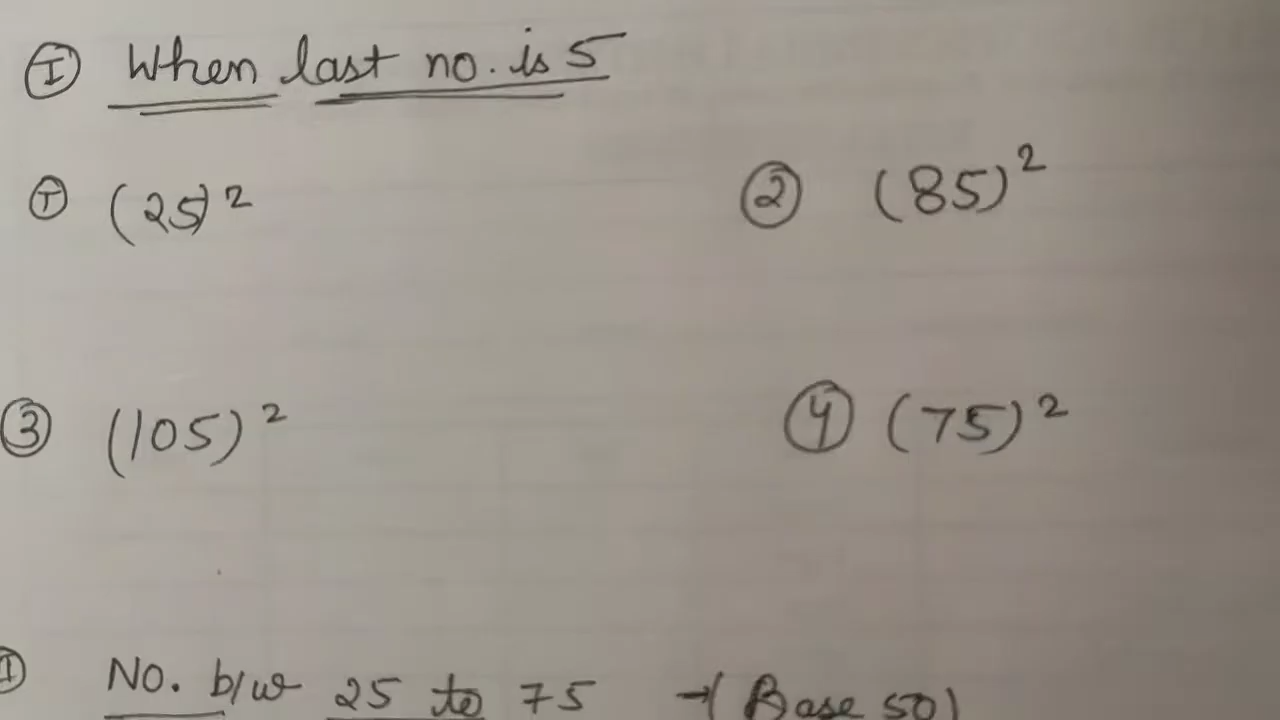 I When last no. is 5
I (25)² 2 (85)²
3 (105)² 4 (75)²
II No. b/w 25 to 75 → (Base 50)